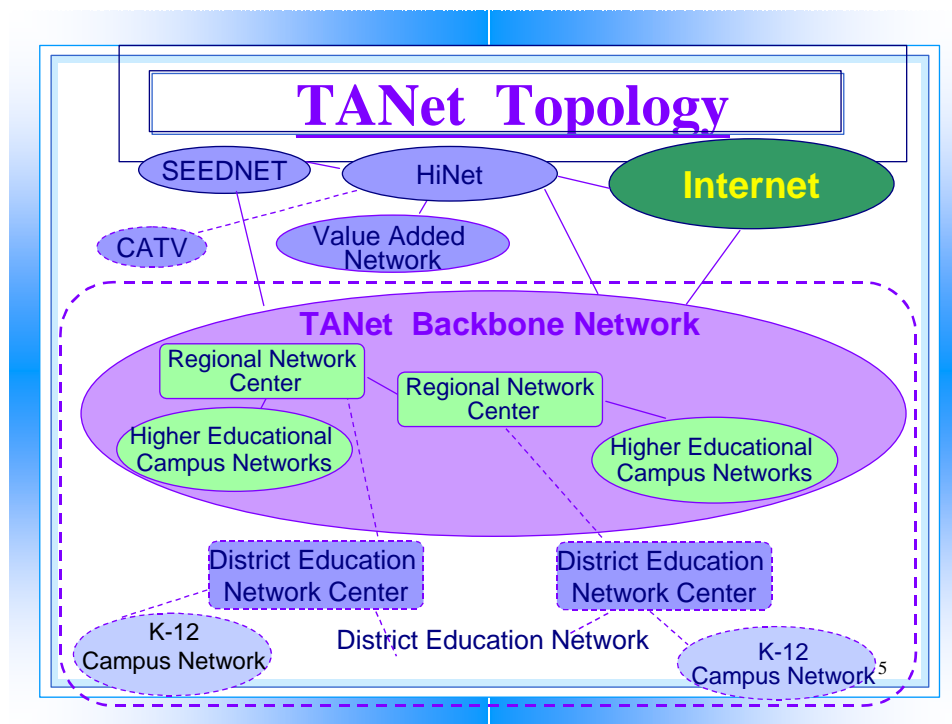 TANet Topology
SEEDNET
HiNet
Internet
CATV
Value Added
Network
TANet Backbone Network
Regional Network
Center
Regional Network
Center
Higher Educational
Campus Networks
Higher Educational
Campus Networks
District Education
Network Center
District Education
Network Center
K-12
Campus Network
District Education Network
K-12
Campus Network
5